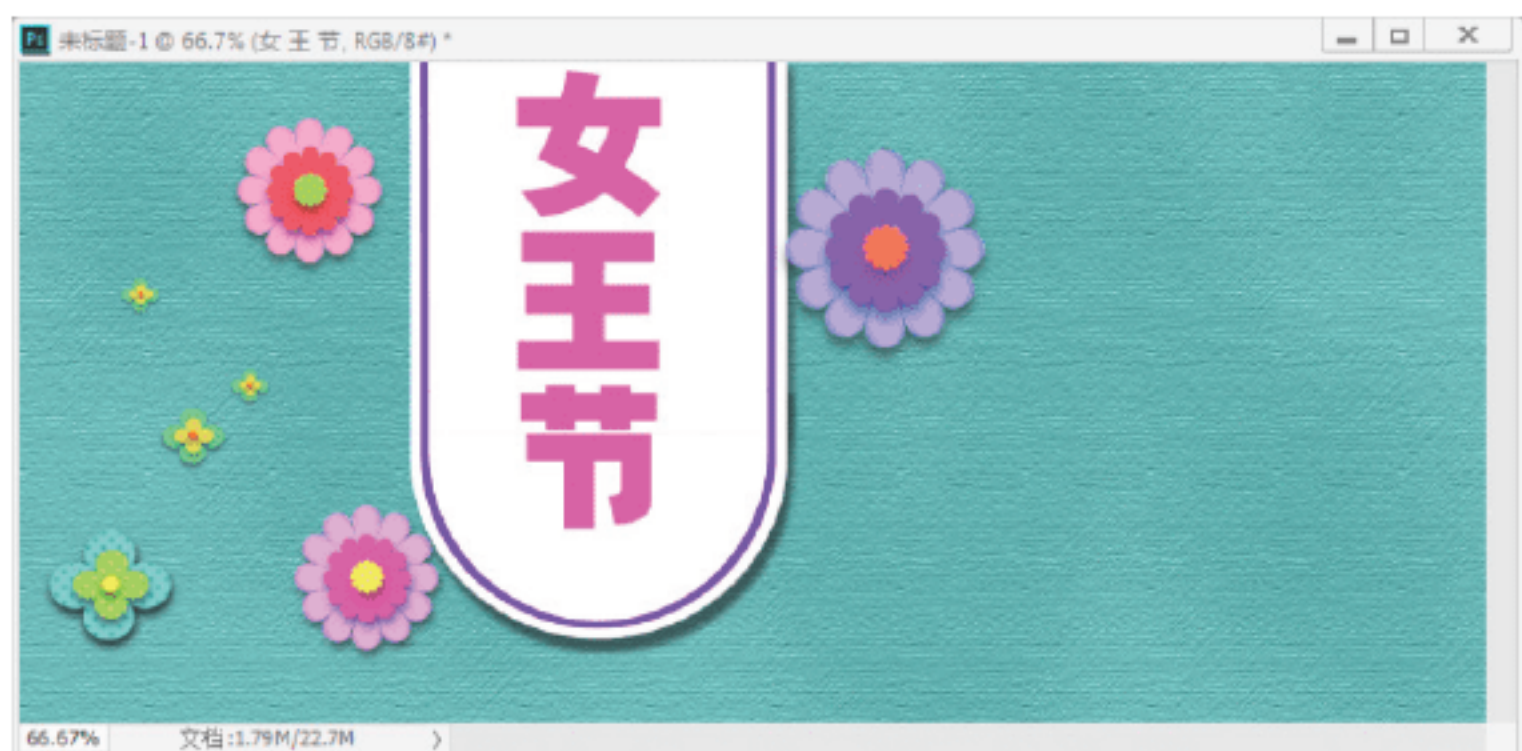 Ps 未标题-1 @ 66.7% (女 王 节, RGB/8#) *
女
王
节
66.67% 文档:1.79M/22.7M